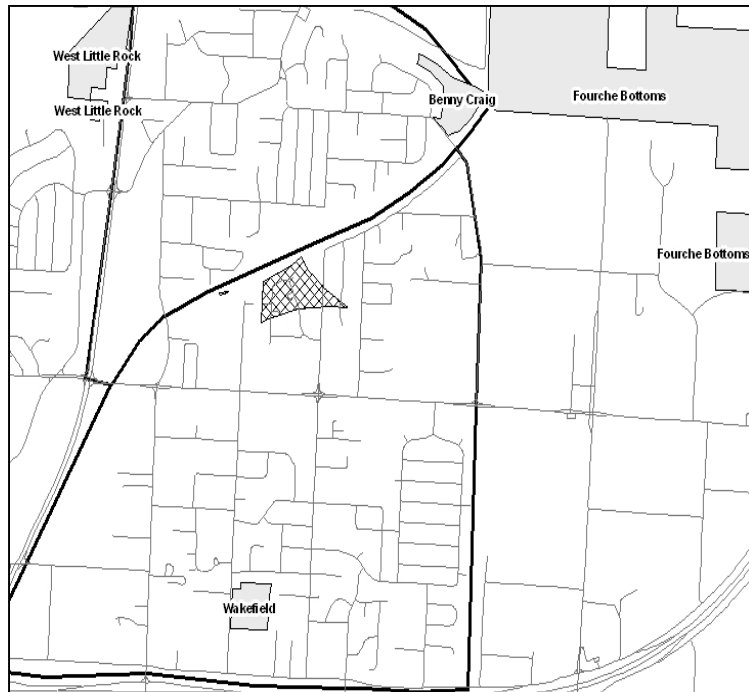 West Little Rock
West Little Rock
Benny Craig
Fourche Bottoms
Fourche Bottoms
Wakefield